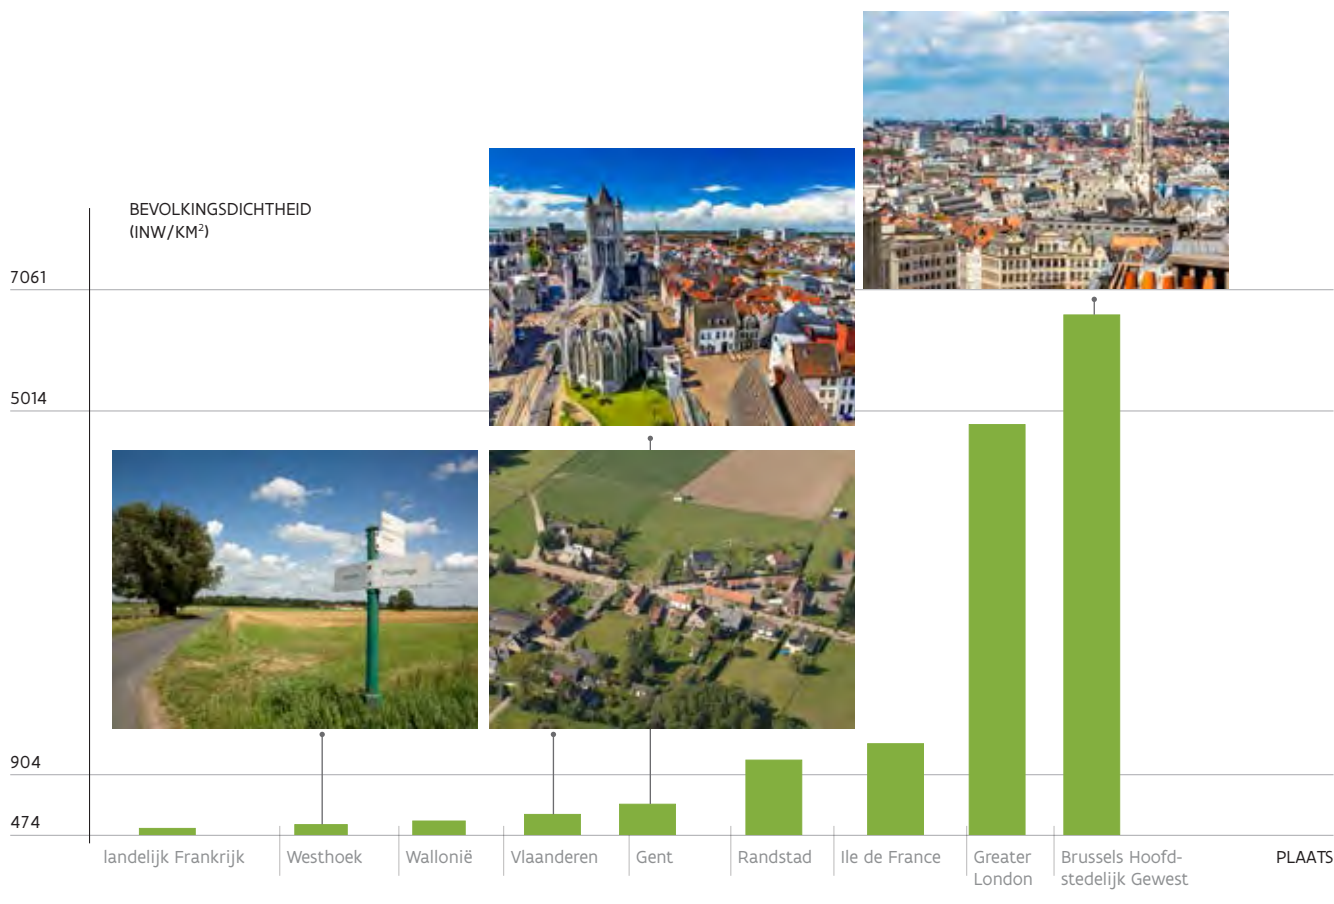 BEVOLKINGSDICHTHEID
(INW/KM²)
7061
5014
904
474
landelijk Frankrijk
Westhoek
Wallonië
Vlaanderen
Gent
Randstad
Ile de France
Greater
London
Brussels Hoofd-
stedelijk Gewest
PLAATS